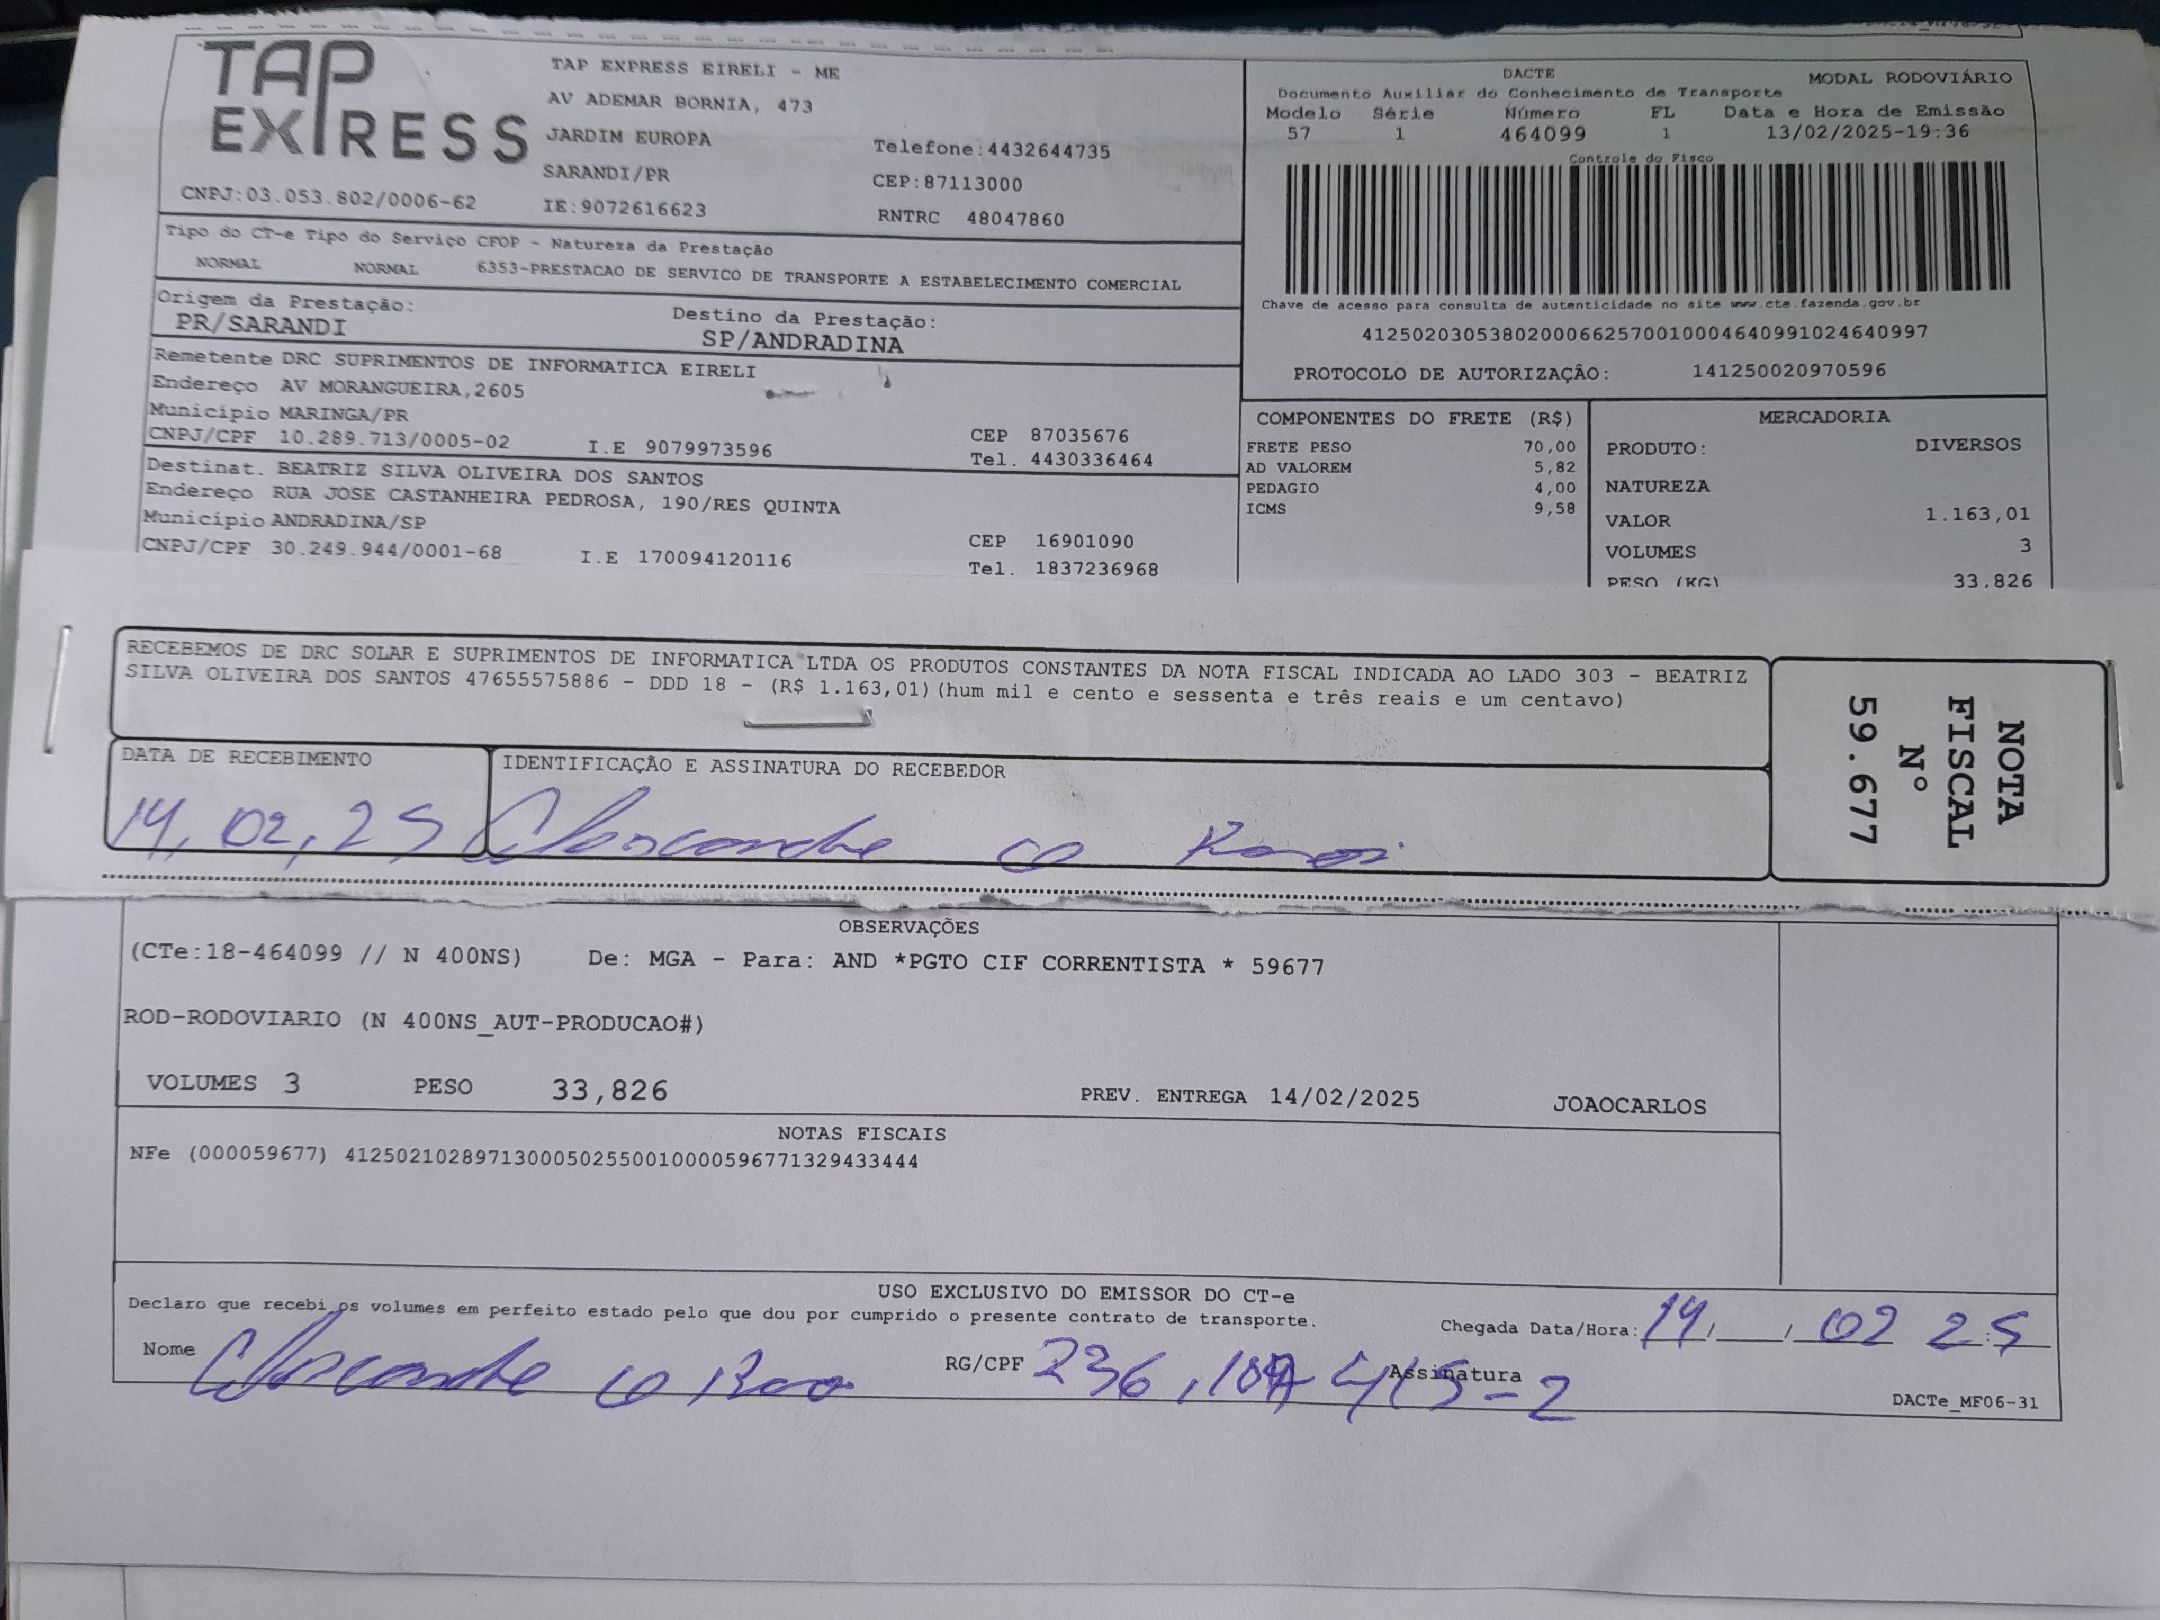 TAP
EXPRESS
TAP EXPRESS EIRELI - ME
AV ADEMAR BORNIA, 473
JARDIM EUROPA
SARANDI/PR
Telefone:4432644735
CEP:87113000
CNPJ:03.053.802/0006-62
IE:9072616623
RNTRC 48047860
DACTE
MODAL RODOVIÁRIO
Documento Auxiliar do Conhecimento de Transporte
Modelo Série Número FL Data e Hora de Emissão
57 1 464099 1 13/02/2025-19:36
Controle do Fisco
Chave de acesso para consulta de autenticidade no site www.cte.fazenda.gov.br
41250203053802000662570010004640991024640997
PROTOCOLO DE AUTORIZAÇÃO: 141250020970596
Tipo do CT-e Tipo do Serviço CFOP - Natureza da Prestação
NORMAL NORMAL 6353-PRESTACAO DE SERVICO DE TRANSPORTE A ESTABELECIMENTO COMERCIAL
Origem da Prestação:
PR/SARANDI
Destino da Prestação:
SP/ANDRADINA
Remetente DRC SUPRIMENTOS DE INFORMATICA EIRELI
Endereço AV MORANGUEIRA,2605
Município MARINGA/PR
CEP 87035676
CNPJ/CPF 10.289.713/0005-02 I.E 9079973596
Tel. 4430336464
Destinat. BEATRIZ SILVA OLIVEIRA DOS SANTOS
Endereço RUA JOSE CASTANHEIRA PEDROSA, 190/RES QUINTA
Município ANDRADINA/SP
CEP 16901090
CNPJ/CPF 30.249.944/0001-68 I.E 170094120116
Tel. 1837236968
COMPONENTES DO FRETE (R$)
FRETE PESO 70,00
AD VALOREM 5,82
PEDAGIO 4,00
ICMS 9,58
MERCADORIA
PRODUTO: DIVERSOS
NATUREZA
VALOR 1.163,01
VOLUMES 3
PESO (KG) 33,826
RECEBEMOS DE DRC SOLAR E SUPRIMENTOS DE INFORMATICA LTDA OS PRODUTOS CONSTANTES DA NOTA FISCAL INDICADA AO LADO 303 - BEATRIZ
SILVA OLIVEIRA DOS SANTOS 47655575886 - DDD 18 - (R$ 1.163,01)(hum mil e cento e sessenta e três reais e um centavo)
DATA DE RECEBIMENTO
14, 02, 25
IDENTIFICAÇÃO E ASSINATURA DO RECEBEDOR
NOTA
FISCAL
N°
59.677
OBSERVAÇÕES
(CTe:18-464099 // N 400NS) De: MGA - Para: AND *PGTO CIF CORRENTISTA * 59677
ROD-RODOVIARIO (N 400NS_AUT-PRODUCAO#)
VOLUMES 3 PESO 33,826 PREV. ENTREGA 14/02/2025 JOAOCARLOS
NOTAS FISCAIS
NFe (000059677) 41250210289713000502550010000596771329433444
USO EXCLUSIVO DO EMISSOR DO CT-e
Declaro que recebi os volumes em perfeito estado pelo que dou por cumprido o presente contrato de transporte.
Chegada Data/Hora: 14 02 25
Nome
RG/CPF
Assinatura
DACTe_MF06-31